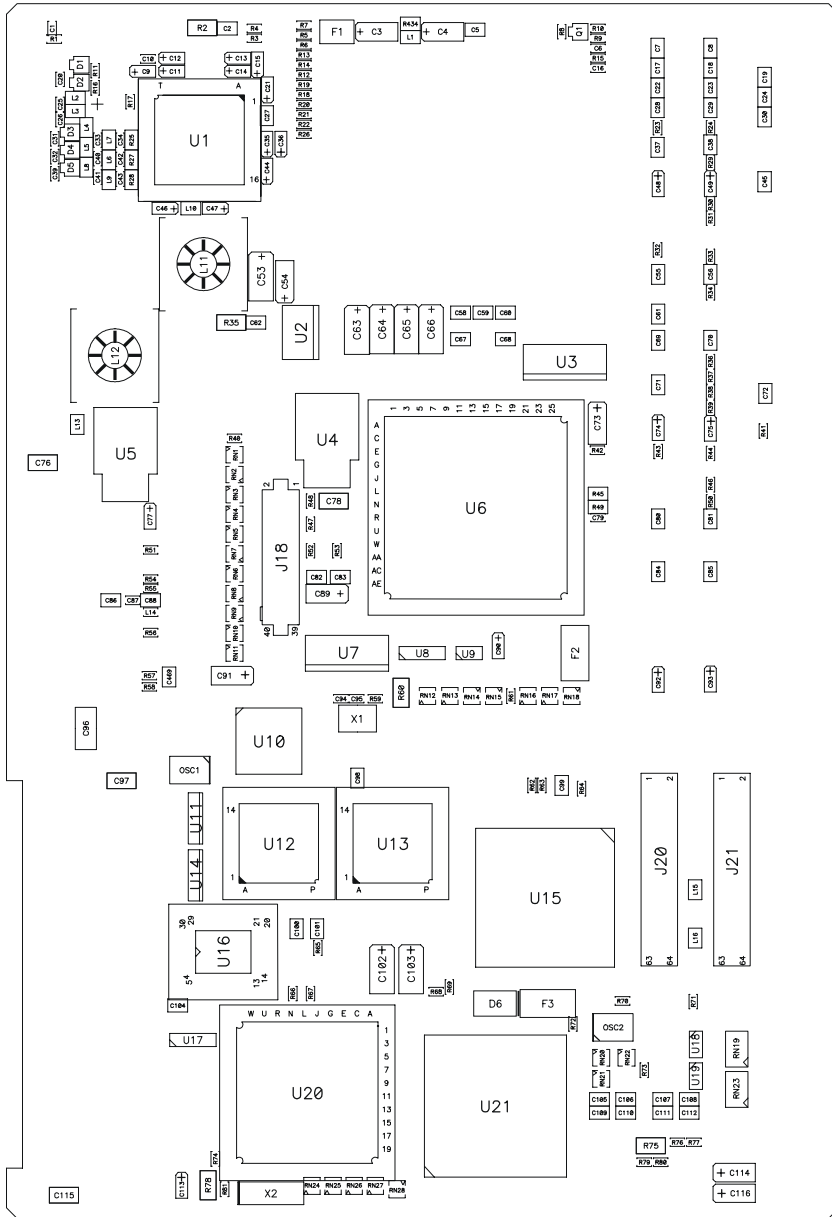 C1 R2 C2 R4 R7 F1 C3 R434 C4 C5 R8 Q1 R10
R1 R3 R5 L1 R9
R6 C6 C7 C8
D1 C10 C12 C13 C15 R13 R15
R11 C9 C11 C14 R14 C16 C17 C18
C20 D2 T A C21 R12 C19
R16 R19 C22 C23
C25 L2 R17 1 R18 C24
L3 C27 R20 C28 C29
C26 L4 R21 C30
R22 R23 R24
C31 D3 C33 L7 C34 R25 U1 C35 C36 R26
D4 L5 C37 C38
C32 C40 L6 C42 R27 R29
C39 D5 L8 C44
C41 L9 C43 R28 16 C48 C49 C45
C46 L10 C47 R30
R31
R32 R33
L11 C53 C54 C55 C56
R34
C61
R35 C62 U2 C63 C64 C65 C66 C58 C59 C60
C67 C68 C69 C70
L12 U3 R36
R37
C71 R38 C72
R39
1 3 5 7 9 11 13 15 17 19 21 23 25
L13 A C73 C74 C75 R41
U5 R40 U4 C
C76 RN1 E R42 R43 R44
RN2 G
2 1 J R46
RN3 R48 C78 L R45 R50
C77 RN4 N U6 R49
R47 R C79 C80 C81
RN5 U
R51 RN7 J18 R52 R53 W
AA
R54 RN6 C82 C83 AC C84 C85
R55 RN8 C89 AE
C86 C87 C88
L14 RN9
R56 RN10 40 39
RN11 U7 U8 U9 C90 F2
R57 C469 C91 C92 C93
R58 R60 RN12 RN13 RN14 RN15 R61 RN16 RN17 RN18
C94 C95 R59
C96 U10 X1
OSC1
C97 C98 R62 R63 C99 R64 1 2 1 2
U11 14 14
U12 U13
U14 1 1 U15 J20 J21
A P A P L15
30 29 21 20
U16 C100 C101 L16
R65
54 13 14 C102 C103 63 64 63 64
C104 R66 R67 R68 R69 D6 F3 R70 R71
W U R N L J G E C A R72
U17 1 OSC2 U18 RN19
3
5 RN20 RN22
7 RN21 R73 U19 RN23
9
U20 11 U21 C105 C106 C107 C108
13 C109 C110 C111 C112
15
17
19 R75 R76 R77
R74 R79 R80
C113 R78 R81 X2 RN24 RN25 RN26 RN27 RN28 C114
C115 C116